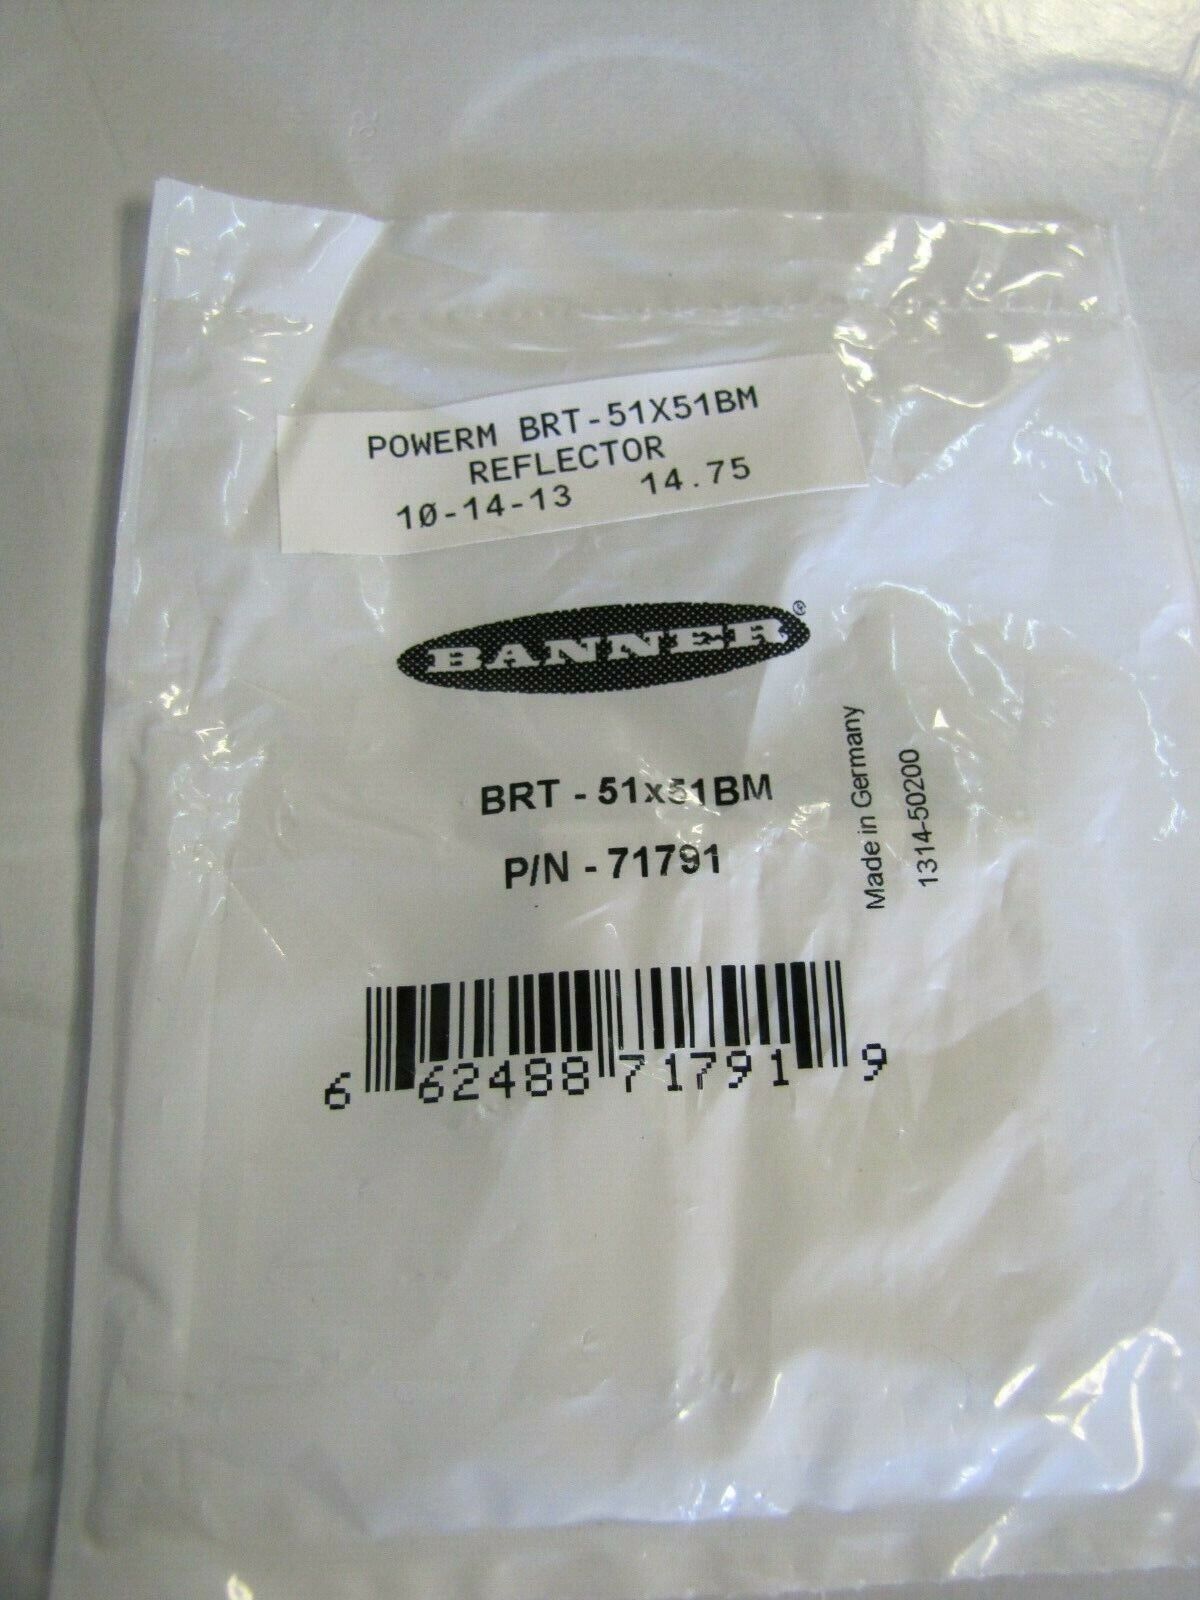 POWERM BRT-51X51BM
REFLECTOR
10-14-13 14.75
BANNER®
BRT - 51x51BM
P/N - 71791
Made in Germany
1314-50200
6 62488 71791 9